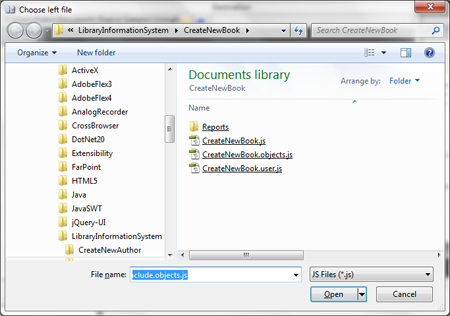 Choose left file
« LibraryInformationSystem ▸ CreateNewBook ▸
Search CreateNewBook
Organize ▾ New folder
ActiveX
AdobeFlex3
AdobeFlex4
AnalogRecorder
CrossBrowser
DotNet20
Extensibility
FarPoint
HTML5
Java
JavaSWT
jQuery-UI
LibraryInformationSystem
CreateNewAuthor
Documents library
CreateNewBook
Arrange by: Folder ▾
Name
Reports
CreateNewBook.js
CreateNewBook.objects.js
CreateNewBook.user.js
File name: clude.objects.js
JS Files (*.js)
Open
Cancel